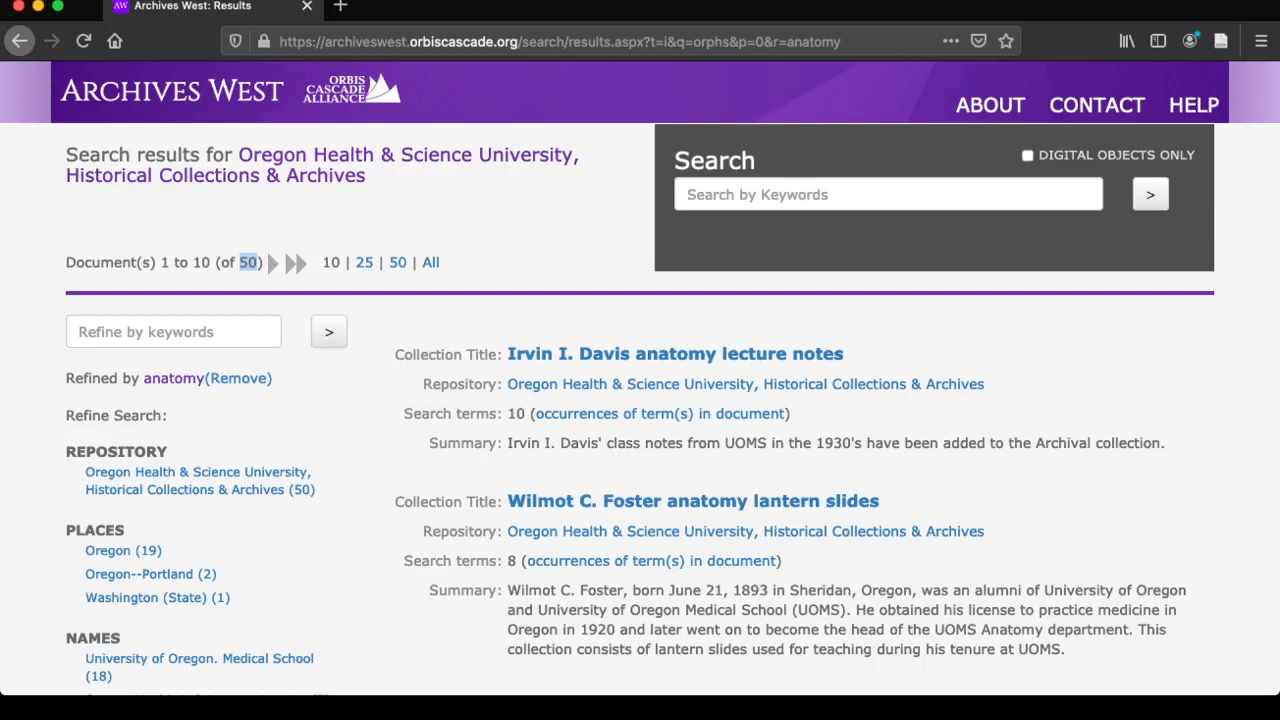 Archives West: Results
https://archiveswest.orbiscascade.org/search/results.aspx?t=i&q=orphs&p=0&r=anatomy
ARCHIVES WEST
ORBIS
CASCADE
ALLIANCE
ABOUT CONTACT HELP
Search results for Oregon Health & Science University,
Historical Collections & Archives
Search
DIGITAL OBJECTS ONLY
Search by Keywords
>
Document(s) 1 to 10 (of 50) 10 | 25 | 50 | All
Refine by keywords
>
Refined by anatomy(Remove)
Refine Search:
REPOSITORY
Oregon Health & Science University,
Historical Collections & Archives (50)
PLACES
Oregon (19)
Oregon--Portland (2)
Washington (State) (1)
NAMES
University of Oregon. Medical School
(18)
Collection Title: Irvin I. Davis anatomy lecture notes
Repository: Oregon Health & Science University, Historical Collections & Archives
Search terms: 10 (occurrences of term(s) in document)
Summary: Irvin I. Davis' class notes from UOMS in the 1930's have been added to the Archival collection.
Collection Title: Wilmot C. Foster anatomy lantern slides
Repository: Oregon Health & Science University, Historical Collections & Archives
Search terms: 8 (occurrences of term(s) in document)
Summary: Wilmot C. Foster, born June 21, 1893 in Sheridan, Oregon, was an alumni of University of Oregon
and University of Oregon Medical School (UOMS). He obtained his license to practice medicine in
Oregon in 1920 and later went on to become the head of the UOMS Anatomy department. This
collection consists of lantern slides used for teaching during his tenure at UOMS.